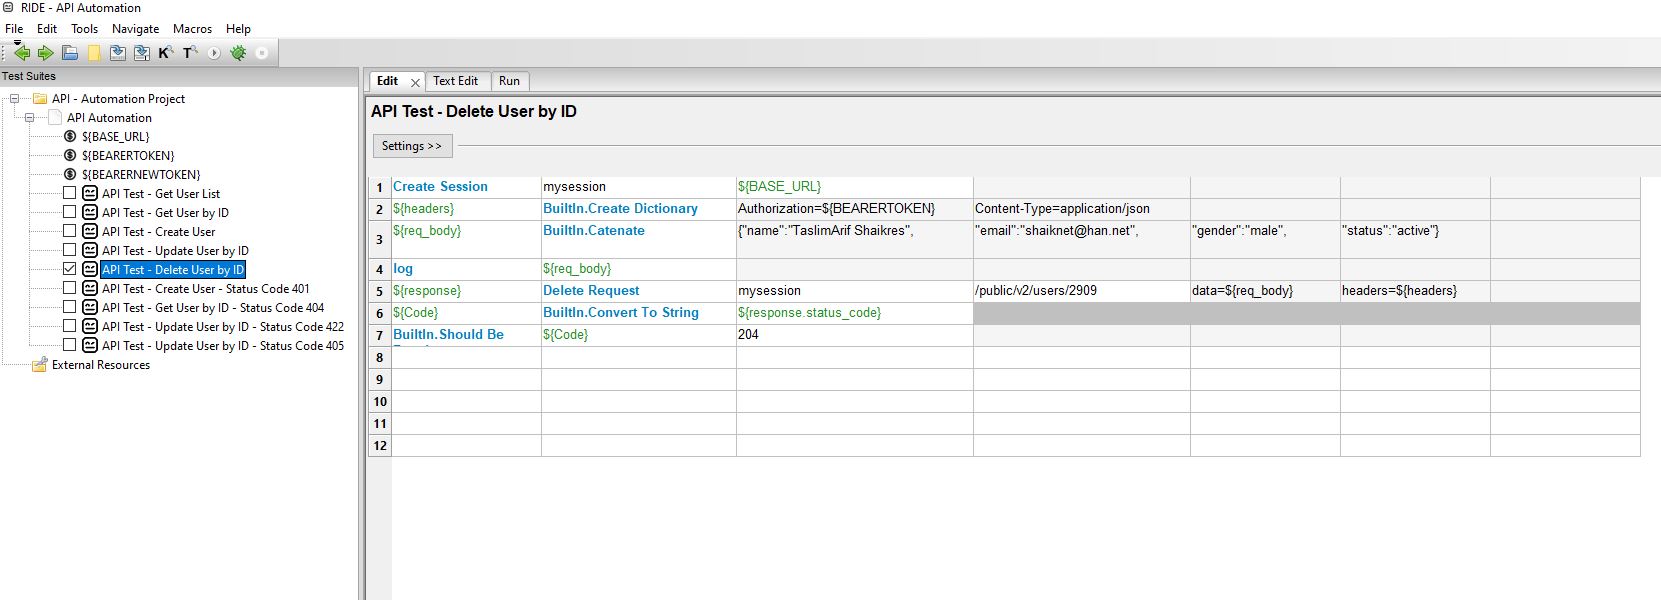 RIDE - API Automation
File Edit Tools Navigate Macros Help
K T
Test Suites
API - Automation Project
API Automation
${BASE_URL}
${BEARERTOKEN}
${BEARERNEWTOKEN}
API Test - Get User List
API Test - Get User by ID
API Test - Create User
API Test - Update User by ID
API Test - Delete User by ID
API Test - Create User - Status Code 401
API Test - Get User by ID - Status Code 404
API Test - Update User by ID - Status Code 422
API Test - Update User by ID - Status Code 405
External Resources
Edit Text Edit Run
API Test - Delete User by ID
Settings >>
1 Create Session mysession ${BASE_URL}
2 ${headers} BuiltIn.Create Dictionary Authorization=${BEARERTOKEN} Content-Type=application/json
3 ${req_body} BuiltIn.Catenate {"name":"TaslimArif Shaikres", "email":"shaiknet@han.net", "gender":"male", "status":"active"}
4 log ${req_body}
5 ${response} Delete Request mysession /public/v2/users/2909 data=${req_body} headers=${headers}
6 ${Code} BuiltIn.Convert To String ${response.status_code}
7 BuiltIn.Should Be ${Code} 204
8
9
10
11
12